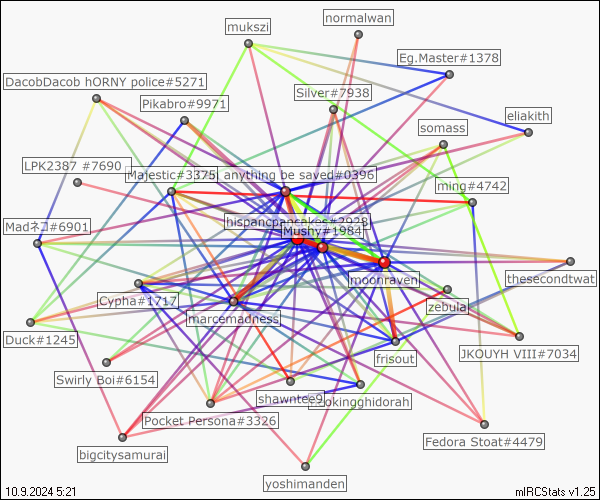 normalwan
mukszi
Eg.Master#1378
DacobDacob hORNY police#5271
Silver#7938
Pikabro#9971
eliakith
somass
LPK2387 #7690
Majestic#3375
anything be saved#0396
ming#4742
hispancpancakes#2928
Madネコ#6901
Mushy#1984
moonraven
thesecondtwat
Cypha#1717
zebula
marcemadness
Duck#1245
frisout
JKOUYH VIII#7034
Swirly Boi#6154
shawntee9
okingghidorah
Pocket Persona#3326
Fedora Stoat#4479
bigcitysamurai
yoshimanden
10.9.2024 5:21
mIRCStats v1.25